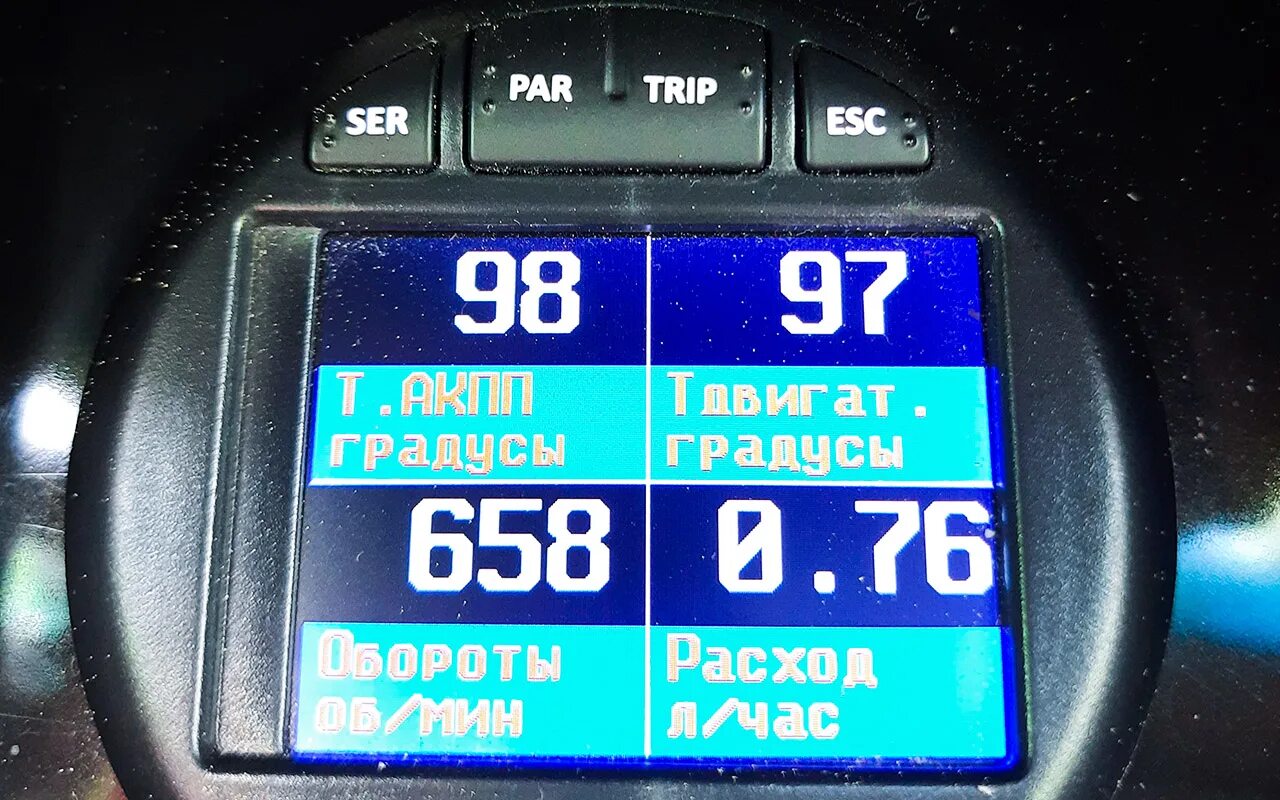 SER PAR TRIP ESC
98 97
Т.АКПП Тдвигат.
градусы градусы
658 0.76
Обороты Расход
об/мин л/час